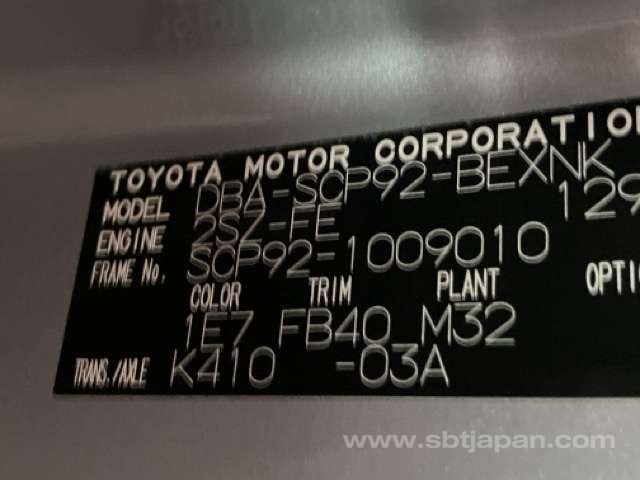 TOYOTA MOTOR CORPORATION
MODEL DBA-SCP92-BEXNK
ENGINE 2SZ-FE 129
FRAME No. SCP92-1009010
COLOR TRIM PLANT OPTI
1E7 FB40 M32
TRANS./AXLE K410 -03A
www.sbtjapan.com